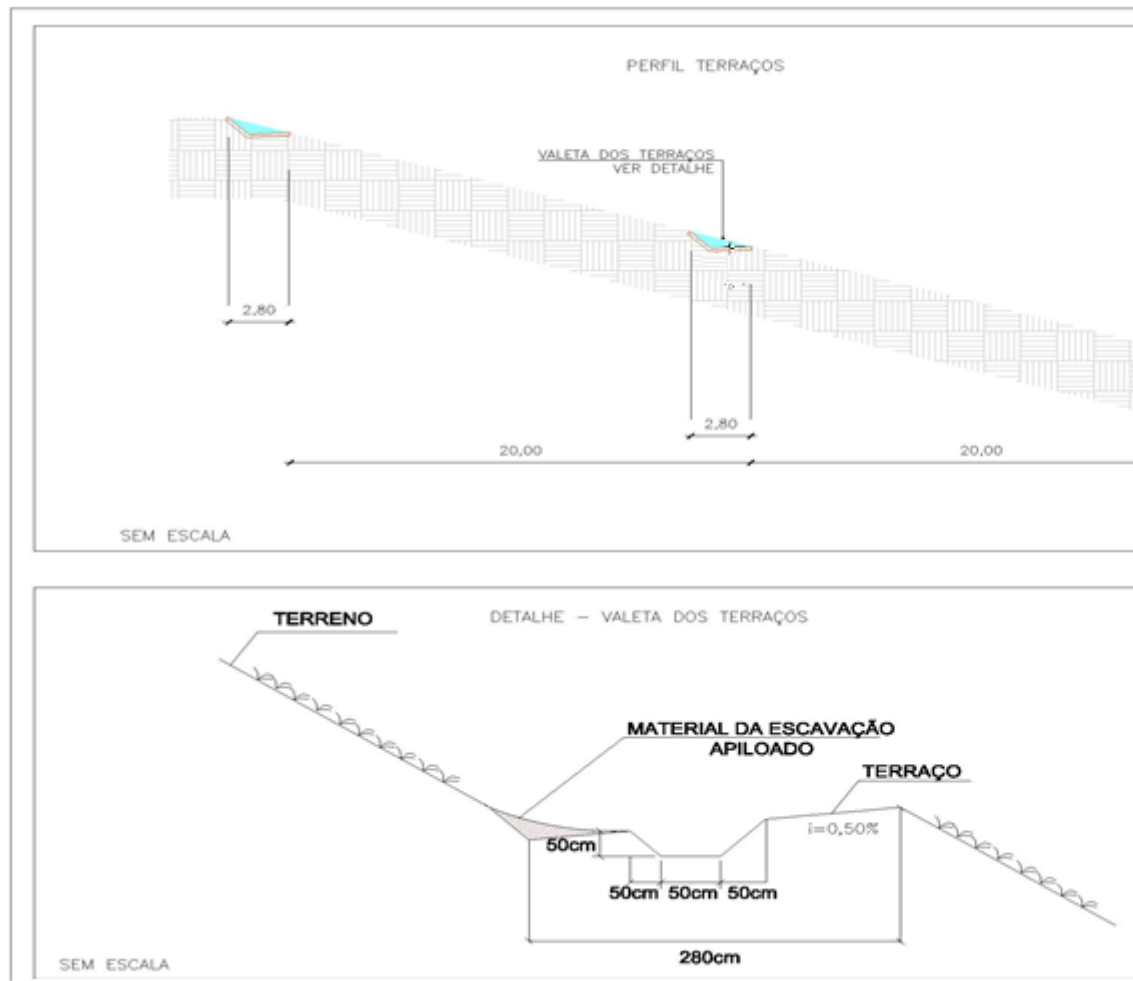 PERFIL TERRAÇOS
VALETA DOS TERRAÇOS
VER DETALHE
2,80
2,80
20,00
20,00
SEM ESCALA
DETALHE – VALETA DOS TERRAÇOS
TERRENO
MATERIAL DA ESCAVAÇÃO
APILOADO
TERRAÇO
i=0,50%
50cm
50cm
50cm
50cm
280cm
SEM ESCALA